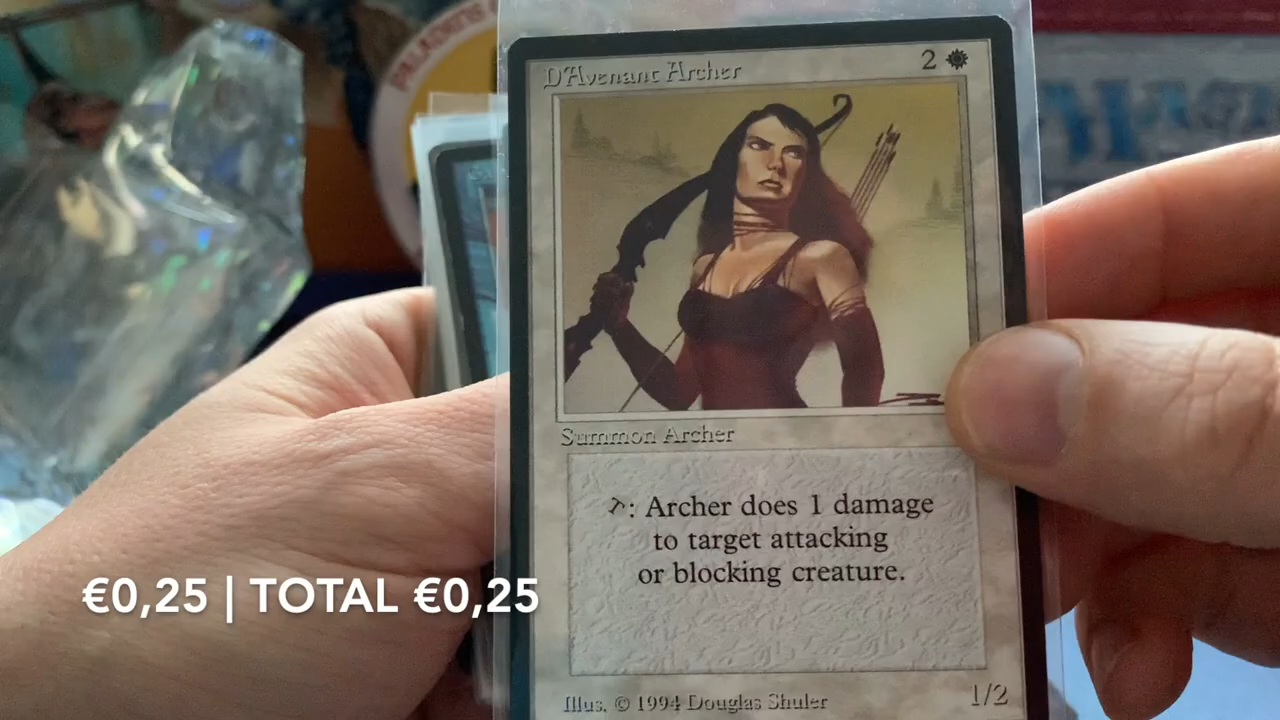 D'Avenant Archer
2
Summon Archer
T: Archer does 1 damage
to target attacking
or blocking creature.
€0,25 | TOTAL €0,25
Illus. © 1994 Douglas Shuler
1/2